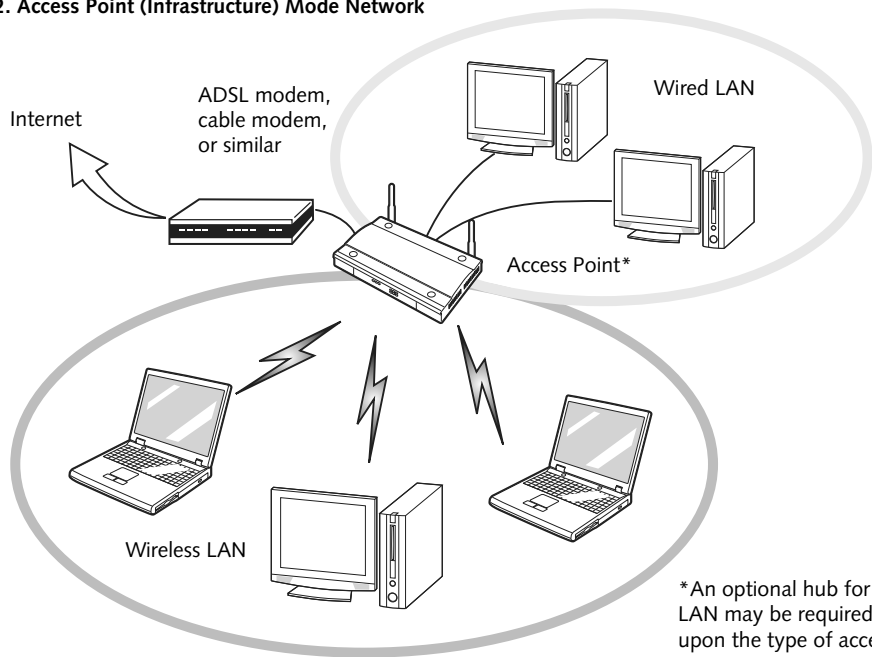 2. Access Point (Infrastructure) Mode Network
ADSL modem,
cable modem,
or similar
Internet
Wired LAN
Access Point*
Wireless LAN
*An optional hub for
LAN may be required
upon the type of acce